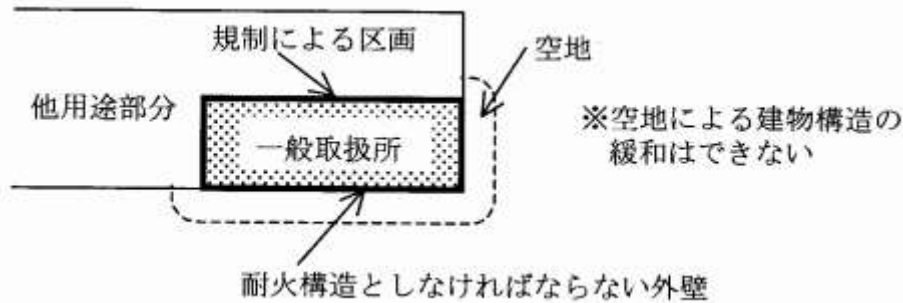 規制による区画
空地
他用途部分
一般取扱所
※空地による建物構造の
緩和はできない
耐火構造としなければならない外壁